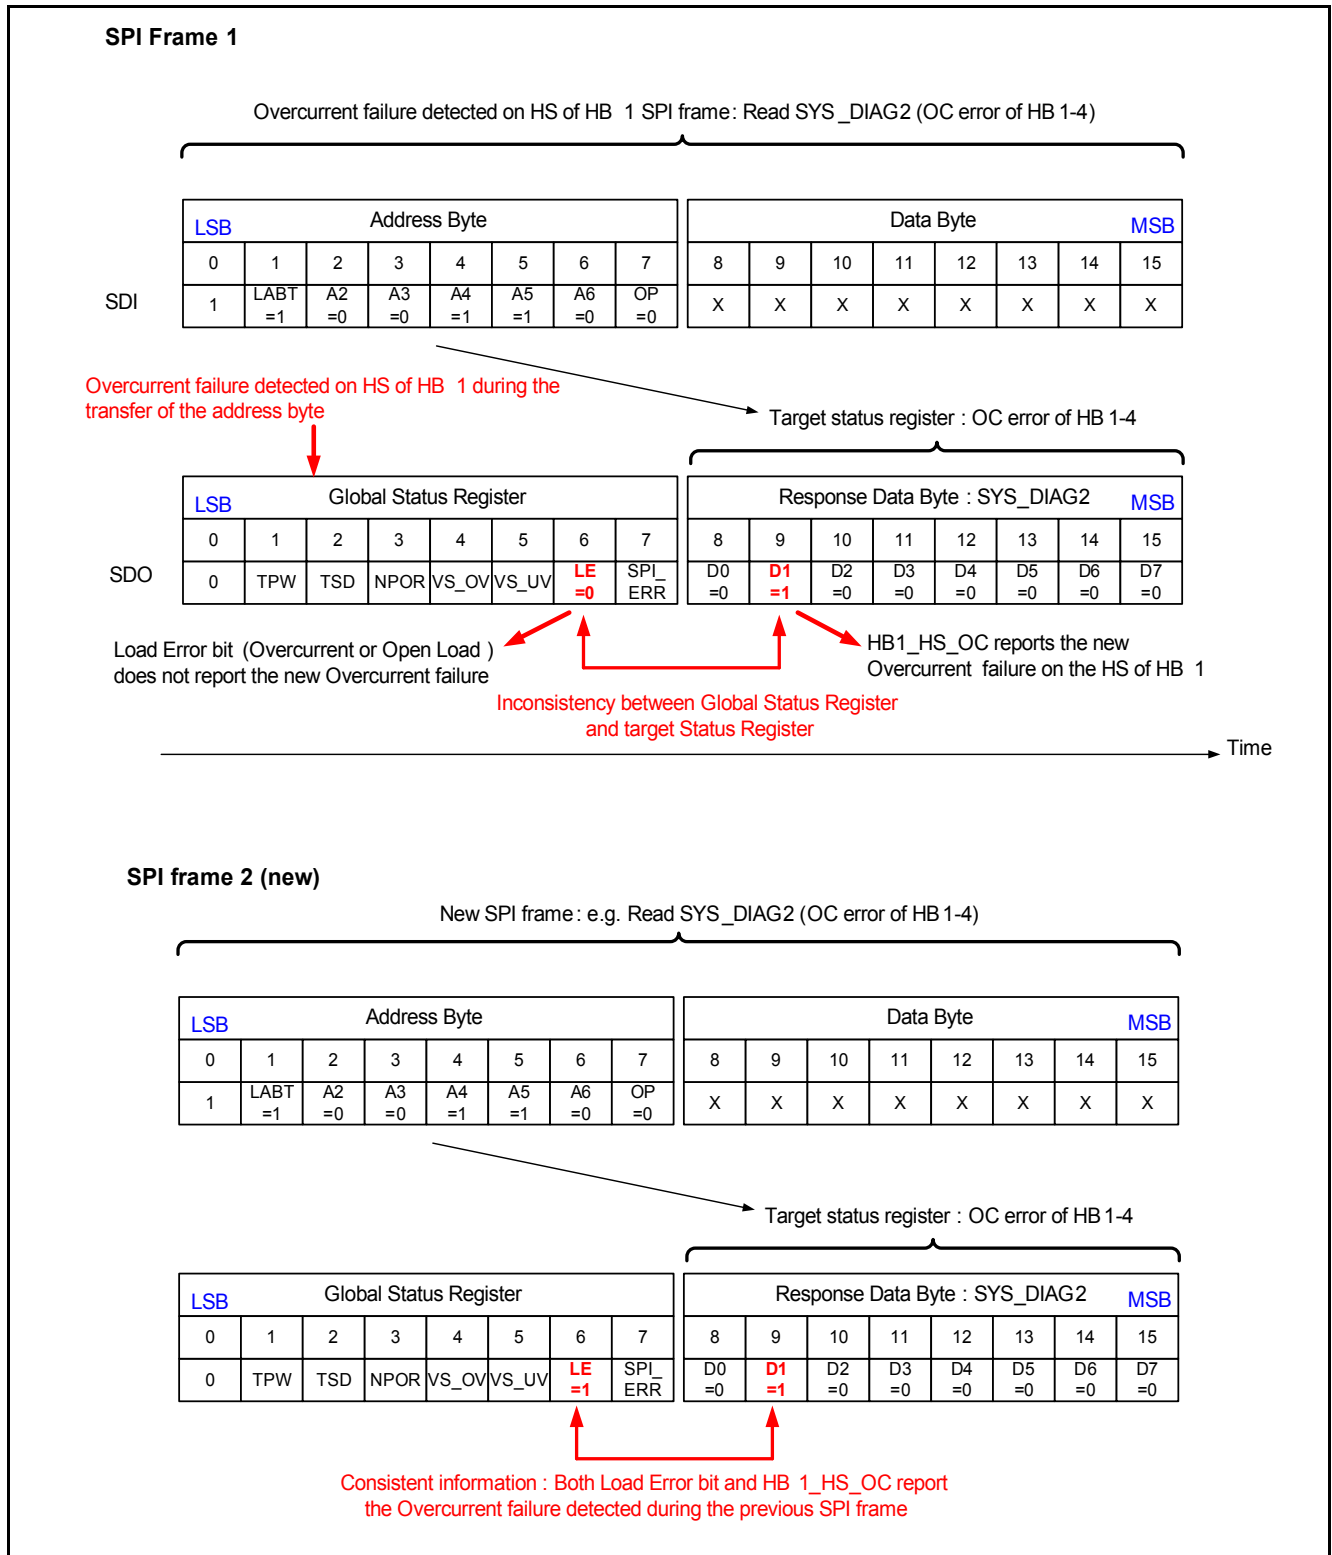 SPI Frame 1
Overcurrent failure detected on HS of HB 1 SPI frame: Read SYS_DIAG2 (OC error of HB 1-4)
LSB Address Byte Data Byte MSB
0 1 2 3 4 5 6 7 8 9 10 11 12 13 14 15
SDI 1 LABT =1 A2 =0 A3 =0 A4 =1 A5 =1 A6 =0 OP =0 X X X X X X X X
Overcurrent failure detected on HS of HB 1 during the
transfer of the address byte
Target status register : OC error of HB 1-4
LSB Global Status Register Response Data Byte : SYS_DIAG2 MSB
0 1 2 3 4 5 6 7 8 9 10 11 12 13 14 15
SDO 0 TPW TSD NPOR VS_OV VS_UV LE =0 SPI_ ERR D0 =0 D1 =1 D2 =0 D3 =0 D4 =0 D5 =0 D6 =0 D7 =0
Load Error bit (Overcurrent or Open Load )
does not report the new Overcurrent failure
HB1_HS_OC reports the new
Overcurrent failure on the HS of HB 1
Inconsistency between Global Status Register
and target Status Register
Time
SPI frame 2 (new)
New SPI frame : e.g. Read SYS_DIAG2 (OC error of HB 1-4)
LSB Address Byte Data Byte MSB
0 1 2 3 4 5 6 7 8 9 10 11 12 13 14 15
1 LABT =1 A2 =0 A3 =0 A4 =1 A5 =1 A6 =0 OP =0 X X X X X X X X
Target status register : OC error of HB 1-4
LSB Global Status Register Response Data Byte : SYS_DIAG2 MSB
0 1 2 3 4 5 6 7 8 9 10 11 12 13 14 15
0 TPW TSD NPOR VS_OV VS_UV LE =1 SPI_ ERR D0 =0 D1 =1 D2 =0 D3 =0 D4 =0 D5 =0 D6 =0 D7 =0
Consistent information : Both Load Error bit and HB 1_HS_OC report
the Overcurrent failure detected during the previous SPI frame